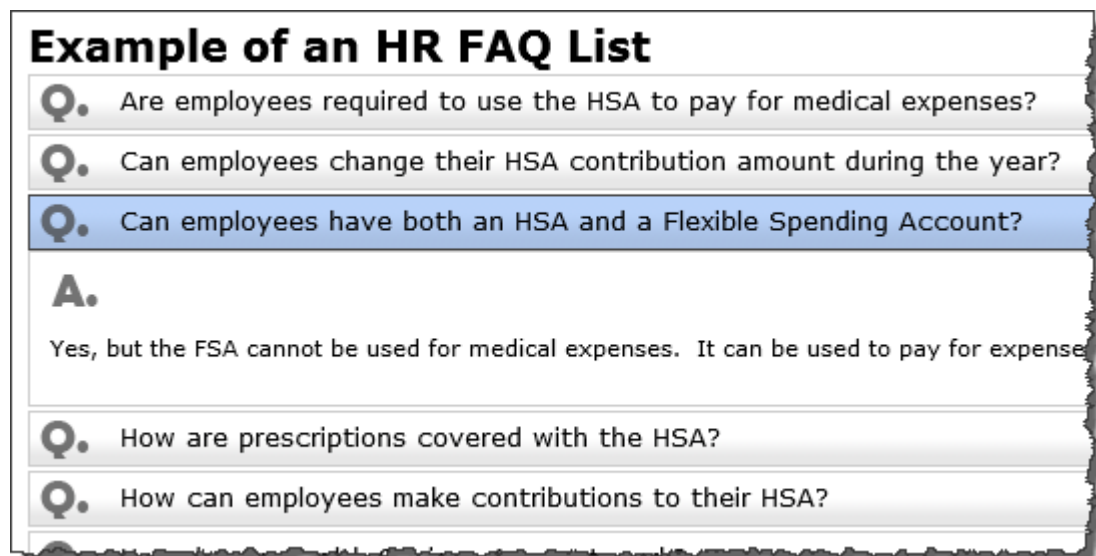 Example of an HR FAQ List
Q. Are employees required to use the HSA to pay for medical expenses?
Q. Can employees change their HSA contribution amount during the year?
Q. Can employees have both an HSA and a Flexible Spending Account?
A.
Yes, but the FSA cannot be used for medical expenses.  It can be used to pay for
Q. How are prescriptions covered with the HSA?
Q. How can employees make contributions to their HSA?